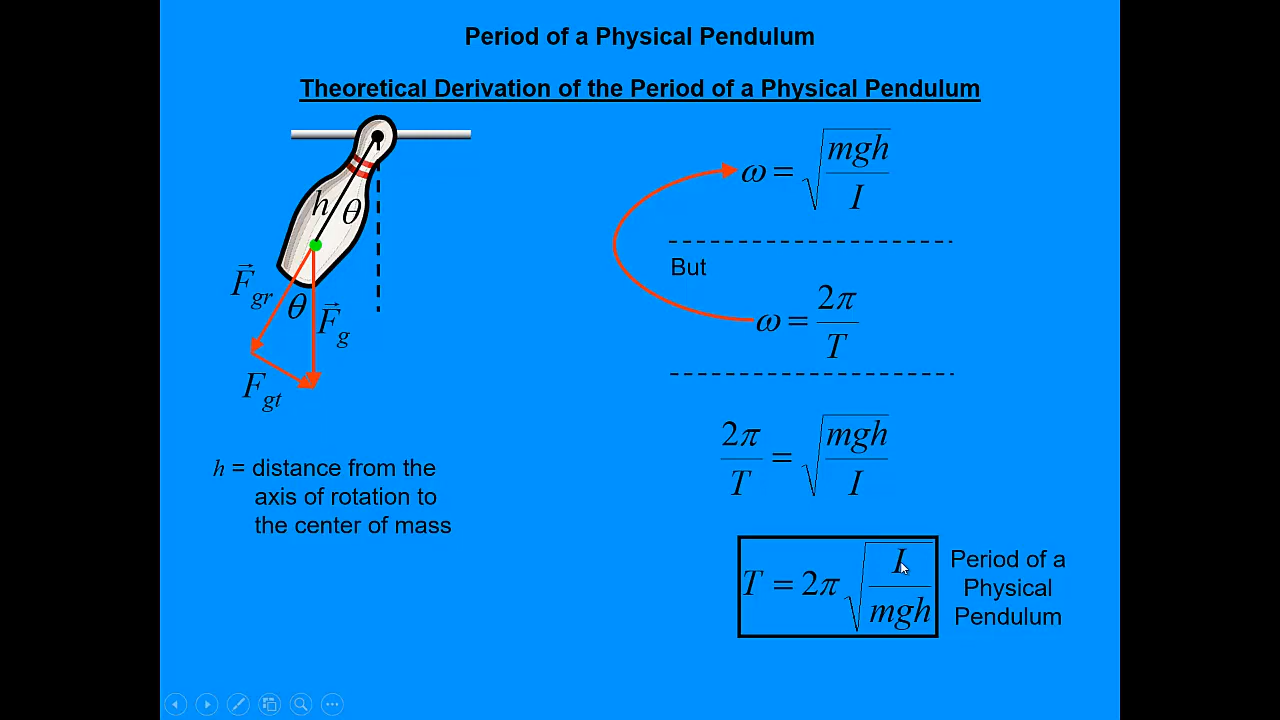 Period of a Physical Pendulum
Theoretical Derivation of the Period of a Physical Pendulum
h
θ
F⃗gr
θ
F⃗g
Fgt
h = distance from the
axis of rotation to
the center of mass
ω = √(mgh/I)
But
ω = 2π/T
2π/T = √(mgh/I)
T = 2π√(I/mgh)
Period of a
Physical
Pendulum